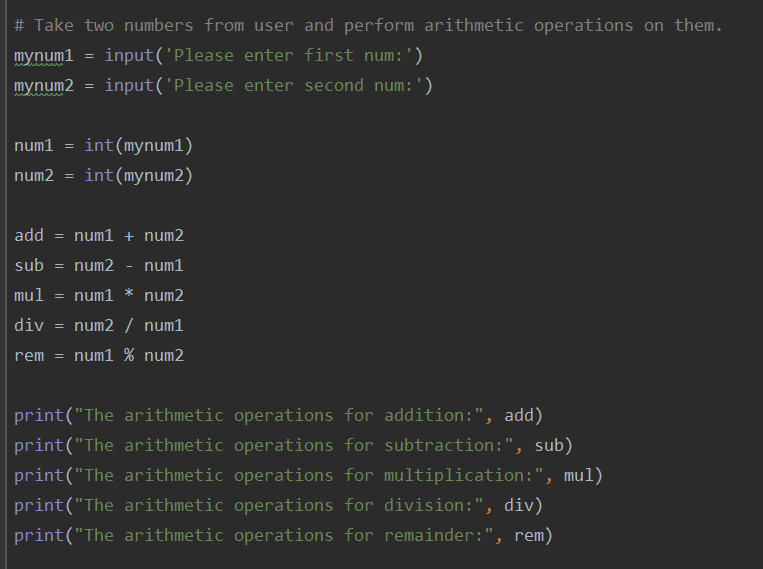 # Take two numbers from user and perform arithmetic operations on them.
mynum1 = input('Please enter first num:')
mynum2 = input('Please enter second num:')
num1 = int(mynum1)
num2 = int(mynum2)
add = num1 + num2
sub = num2 - num1
mul = num1 * num2
div = num2 / num1
rem = num1 % num2
print("The arithmetic operations for addition:", add)
print("The arithmetic operations for subtraction:", sub)
print("The arithmetic operations for multiplication:", mul)
print("The arithmetic operations for division:", div)
print("The arithmetic operations for remainder:", rem)